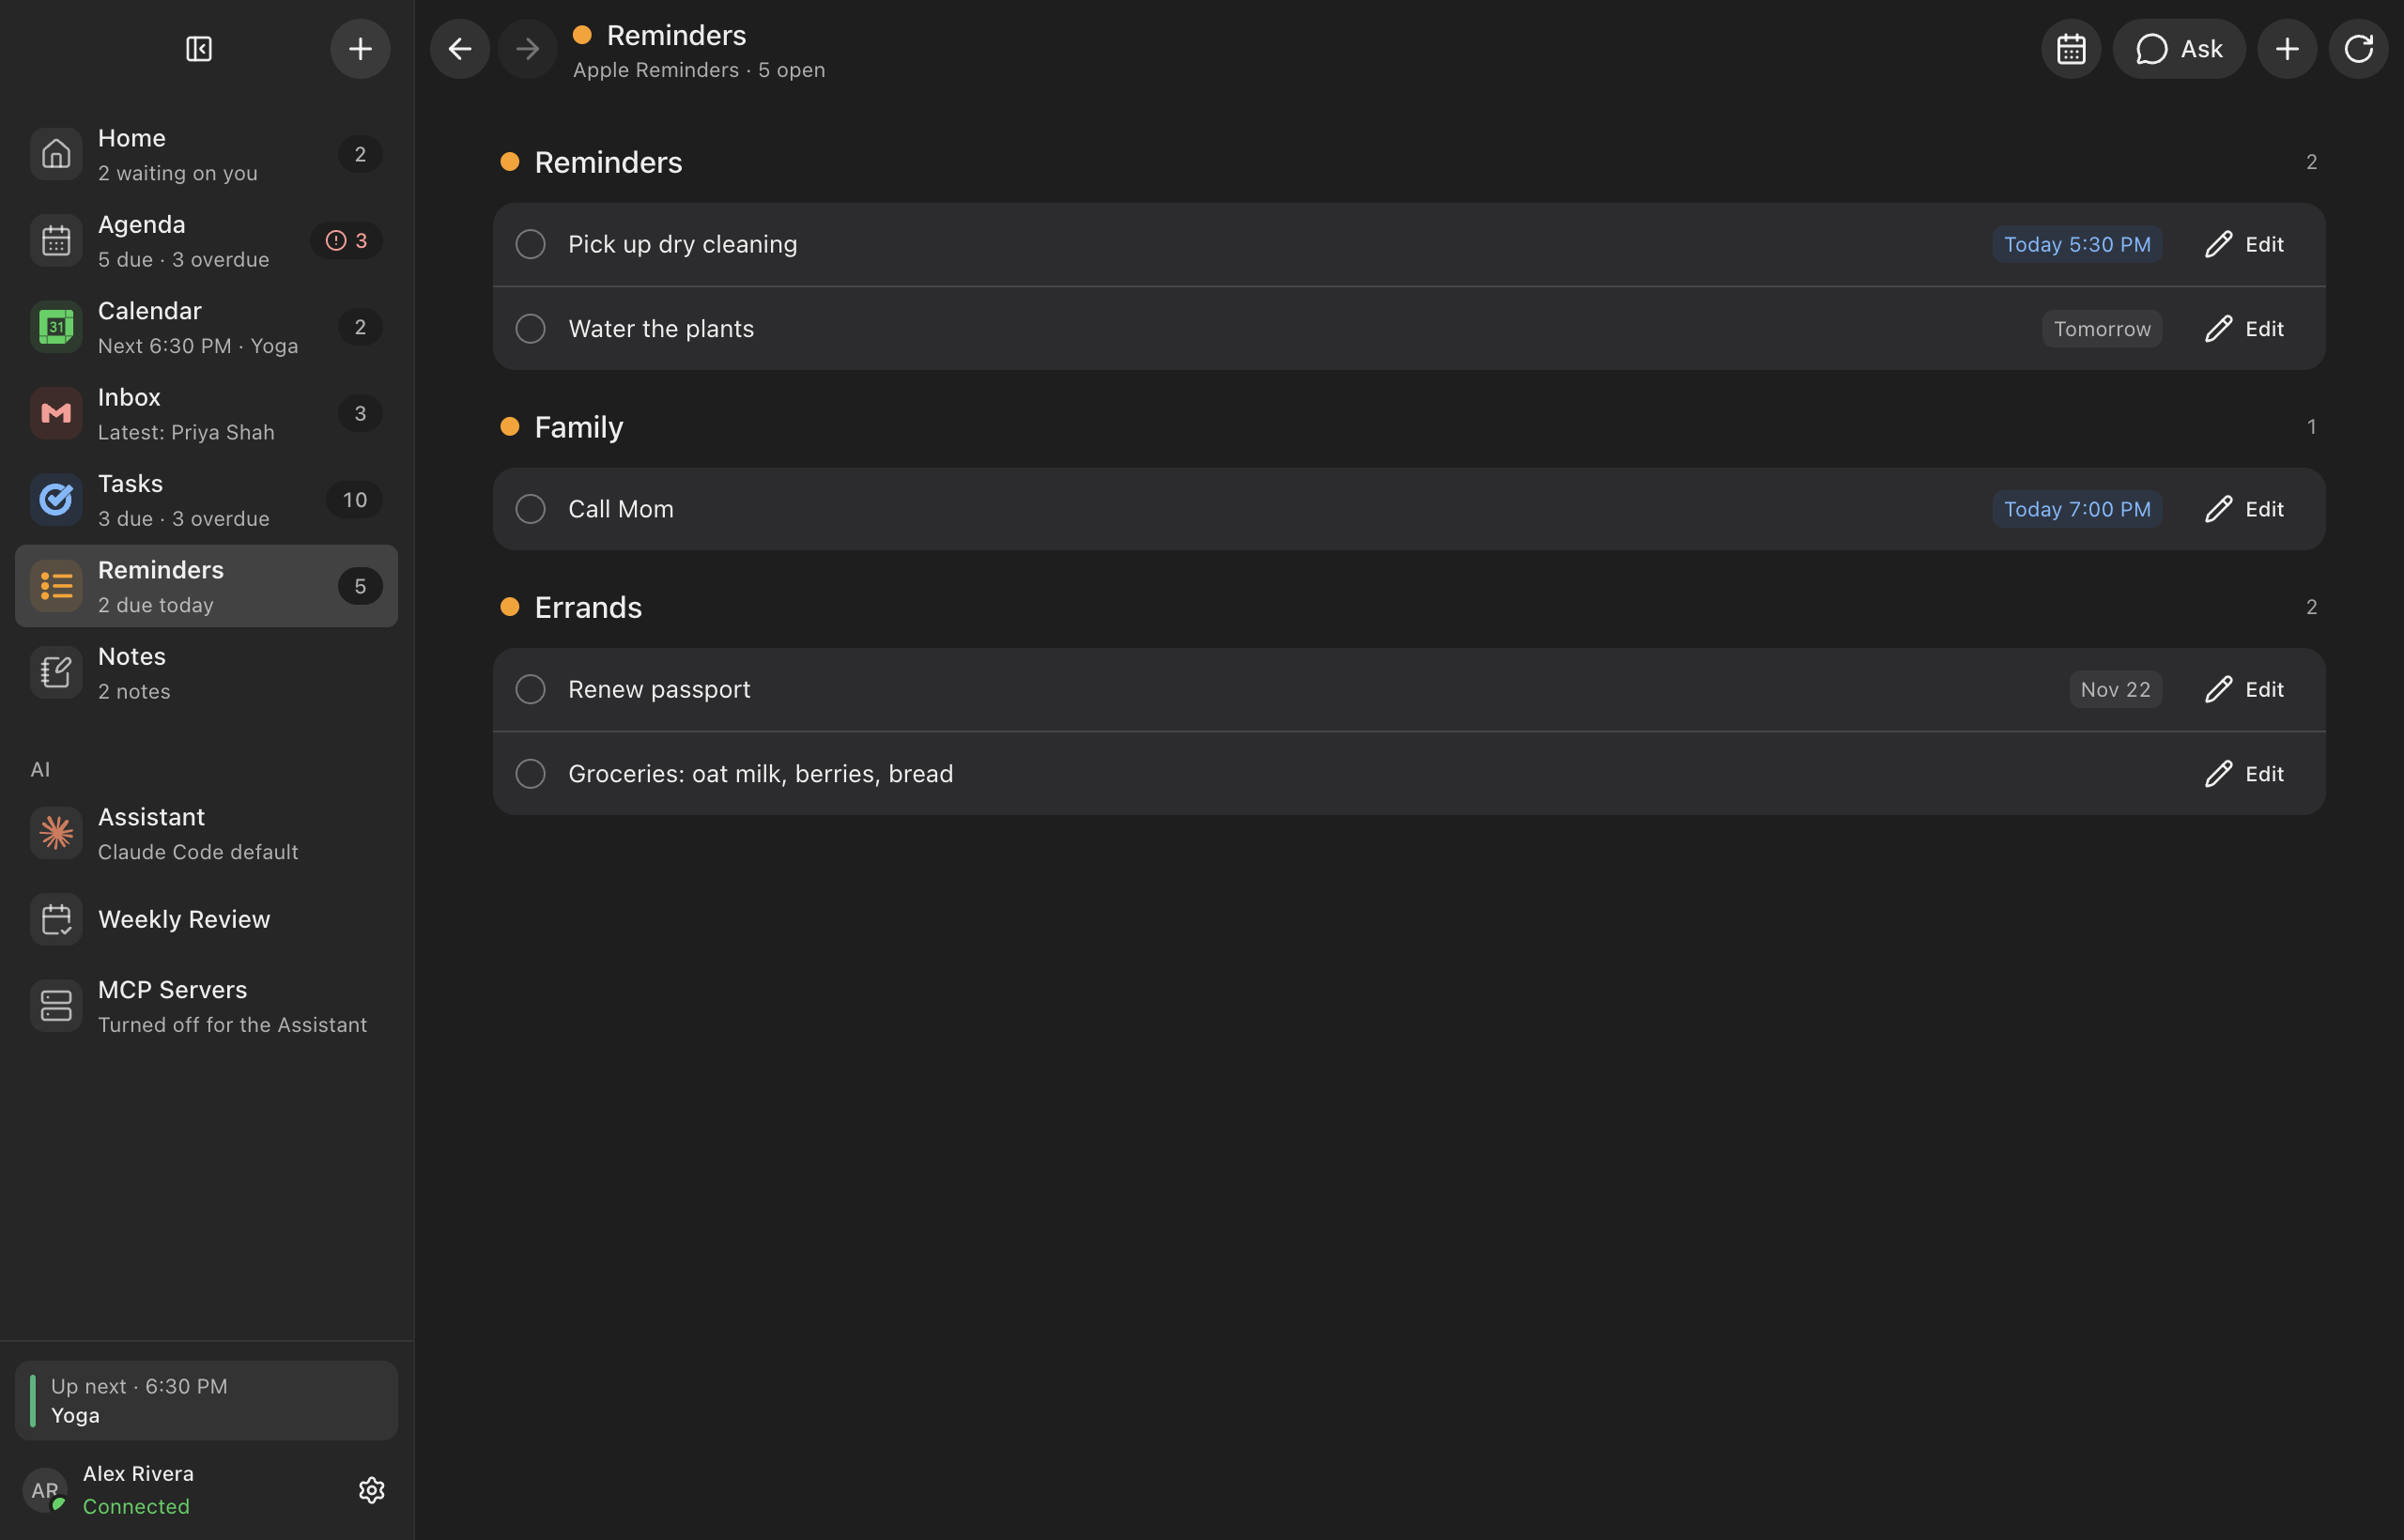 Home
2 waiting on you
2
Agenda
5 due · 3 overdue
3
Calendar
Next 6:30 PM · Yoga
2
31
Inbox
Latest: Priya Shah
3
Tasks
3 due · 3 overdue
10
Reminders
2 due today
5
Notes
2 notes
AI
Assistant
Claude Code default
Weekly Review
MCP Servers
Turned off for the Assistant
Up next · 6:30 PM
Yoga
AR
Alex Rivera
Connected
Reminders
Apple Reminders · 5 open
Ask
Reminders
2
Pick up dry cleaning
Today 5:30 PM
Edit
Water the plants
Tomorrow
Edit
Family
1
Call Mom
Today 7:00 PM
Edit
Errands
2
Renew passport
Nov 22
Edit
Groceries: oat milk, berries, bread
Edit